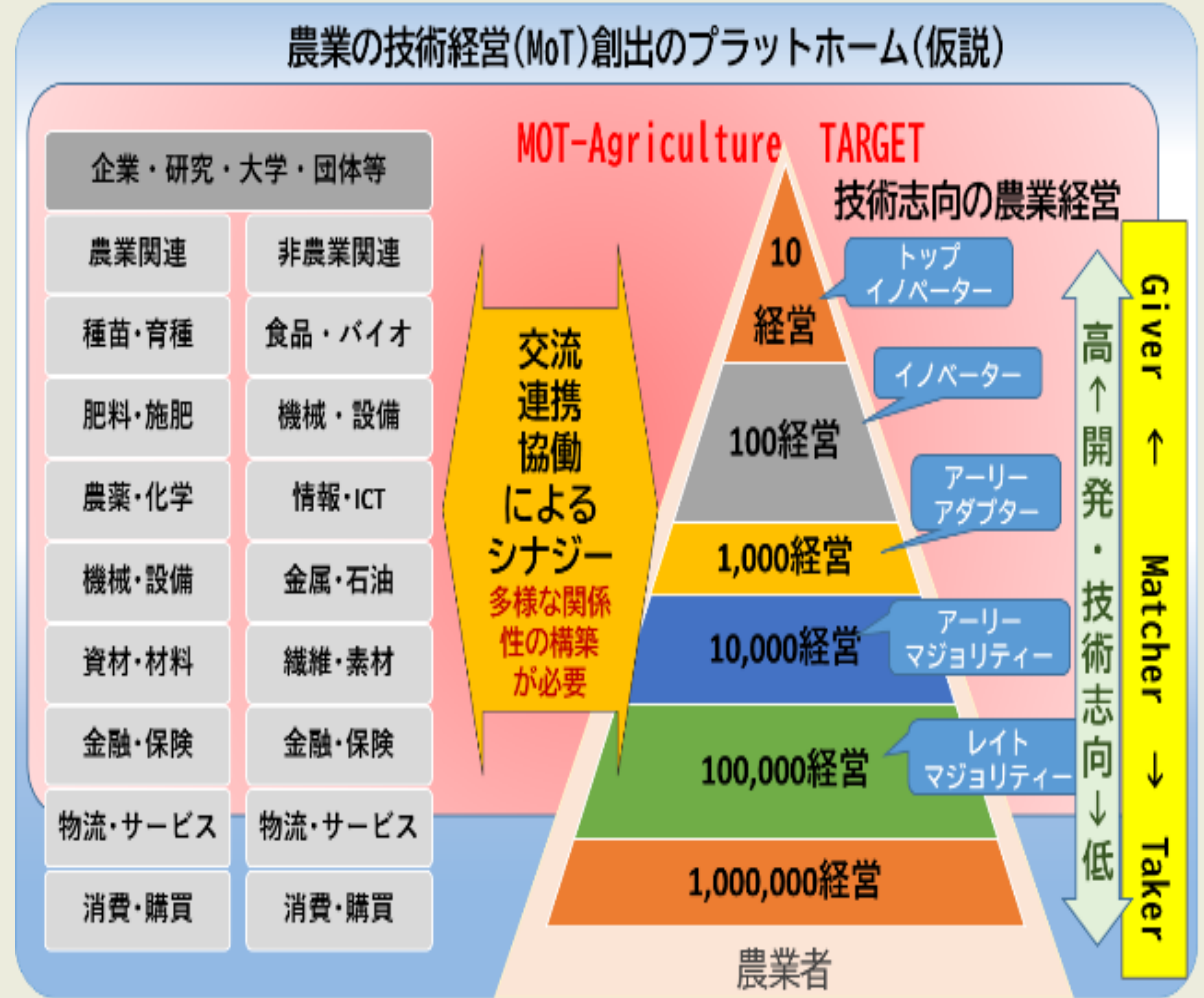 農業の技術経営(MoT)創出のプラットホーム(仮説)
MOT-Agriculture TARGET
技術志向の農業経営
企業・研究・大学・団体等
農業関連
非農業関連
種苗・育種
食品・バイオ
肥料・施肥
機械・設備
農薬・化学
情報・ICT
機械・設備
金属・石油
資材・材料
繊維・素材
金融・保険
金融・保険
物流・サービス
物流・サービス
消費・購買
消費・購買
交流
連携
協働
による
シナジー
多様な関係
性の構築
が必要
10
経営
100経営
1,000経営
10,000経営
100,000経営
1,000,000経営
農業者
トップ
イノベーター
イノベーター
アーリー
アダプター
アーリー
マジョリティー
レイト
マジョリティー
高↑開発・技術志向↓低
Giver ↑ Matcher ↓ Taker